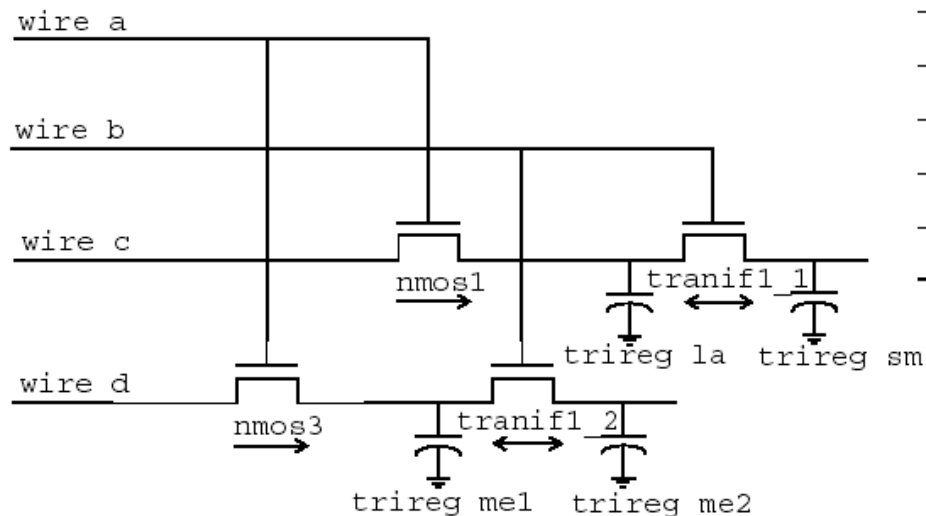 wire a
wire b
wire c
nmos1
tranif1_1
trireg la
trireg sm
wire d
nmos3
tranif1_2
trireg me1
trireg me2